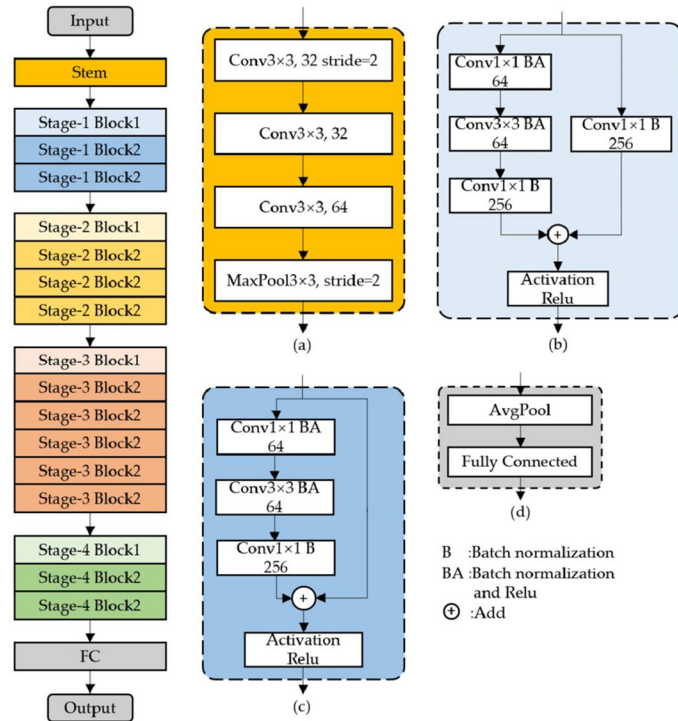 Input
Stem
Stage-1 Block1
Stage-1 Block2
Stage-1 Block2
Stage-2 Block1
Stage-2 Block2
Stage-2 Block2
Stage-2 Block2
Stage-3 Block1
Stage-3 Block2
Stage-3 Block2
Stage-3 Block2
Stage-3 Block2
Stage-3 Block2
Stage-4 Block1
Stage-4 Block2
Stage-4 Block2
FC
Output
Conv3×3, 32 stride=2
Conv3×3, 32
Conv3×3, 64
MaxPool3×3, stride=2
(a)
Conv1×1 BA
64
Conv3×3 BA
64
Conv1×1 B
256
Conv1×1 B
256
+
Activation
Relu
(b)
Conv1×1 BA
64
Conv3×3 BA
64
Conv1×1 B
256
+
Activation
Relu
(c)
AvgPool
Fully Connected
(d)
B :Batch normalization
BA :Batch normalization
and Relu
+ :Add